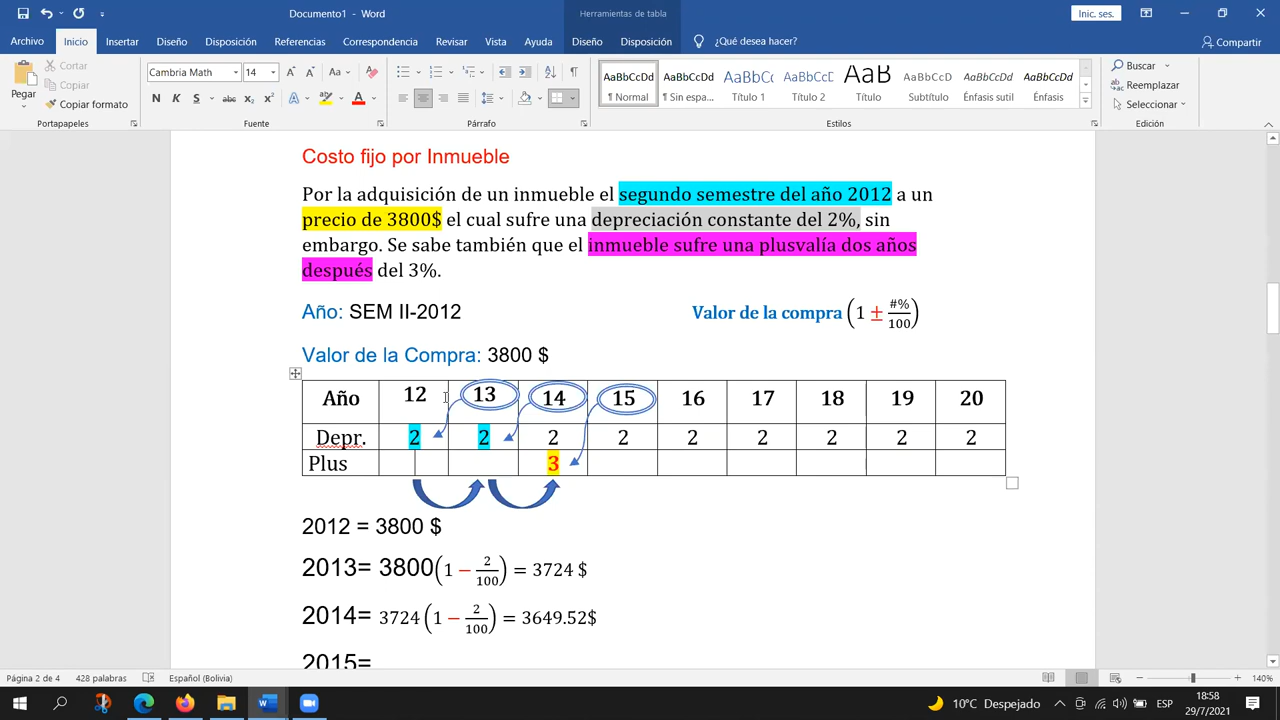 Documento1 - Word
Herramientas de tabla
Inic. ses.
Archivo Inicio Insertar Diseño Disposición Referencias Correspondencia Revisar Vista Ayuda Diseño Disposición ¿Qué desea hacer? Compartir
Pegar
Cortar
Copiar
Copiar formato
Portapapeles
Cambria Math 14
N K S abc x₂ x²
Fuente
Párrafo
AaBbCcDd AaBbCcDd AaBbCc AaBbCcD AaB AaBbCcD AaBbCcDd AaBbCcDd
¶ Normal ¶ Sin espa... Título 1 Título 2 Título Subtítulo Énfasis sutil Énfasis
Estilos
Buscar
Reemplazar
Seleccionar
Edición
Costo fijo por Inmueble
Por la adquisición de un inmueble el segundo semestre del año 2012 a un
precio de 3800$ el cual sufre una depreciación constante del 2%, sin
embargo. Se sabe también que el inmueble sufre una plusvalía dos años
después del 3%.
Año: SEM II-2012 Valor de la compra (1 ± #%/100)
Valor de la Compra: 3800 $
Año 12 13 14 15 16 17 18 19 20
Depr. 2 2 2 2 2 2 2 2 2
Plus 3
2012 = 3800 $
2013= 3800(1 − 2/100) = 3724 $
2014= 3724 (1 − 2/100) = 3649.52$
2015=
Página 2 de 4 428 palabras Español (Bolivia) 140%
10°C Despejado ESP 18:58
29/7/2021